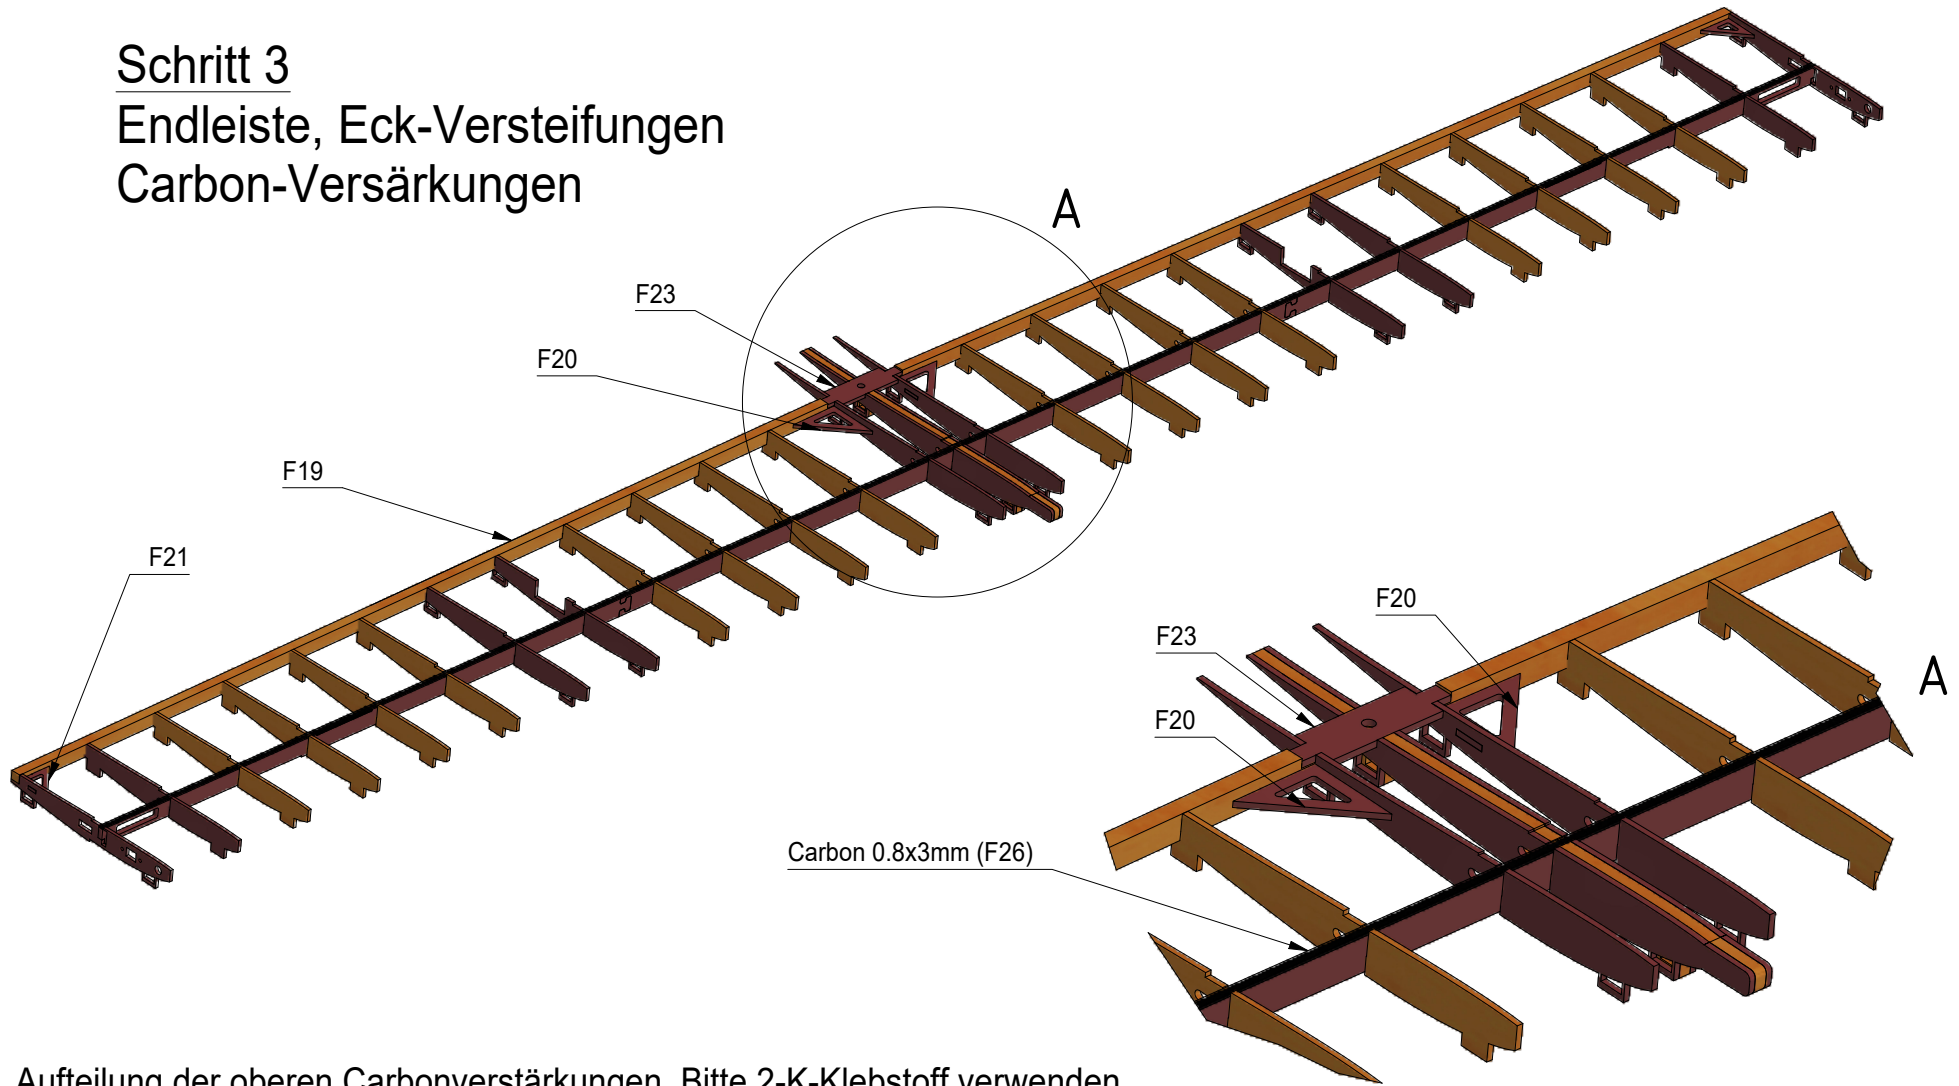 Schritt 3
Endleiste, Eck-Versteifungen
Carbon-Versärkungen
A
F23
F20
F19
F21
F20
F23
A
F20
Carbon 0.8x3mm (F26)
Aufteilung der oberen Carbonverstärkungen. Bitte 2-K-Klebstoff verwenden